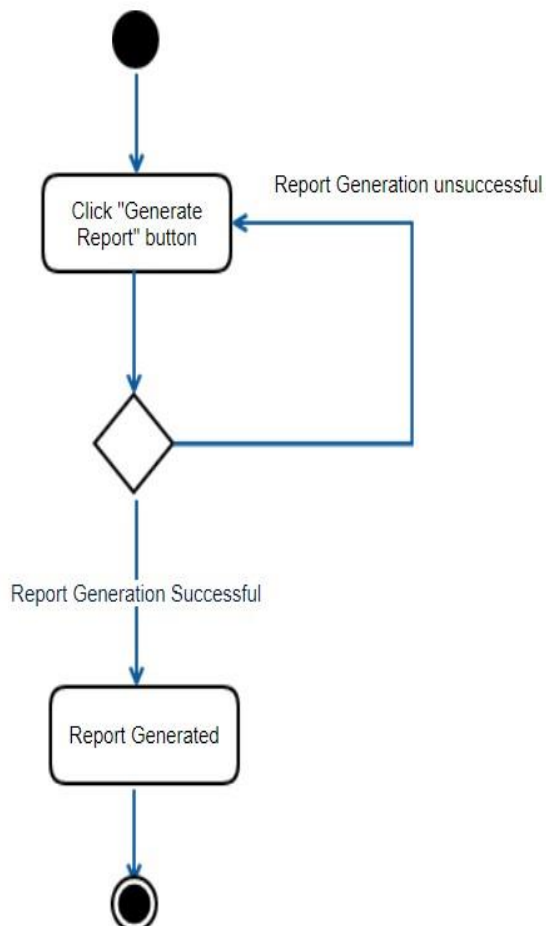 Report Generation unsuccessful
Click "Generate
Report" button
Report Generation Successful
Report Generated